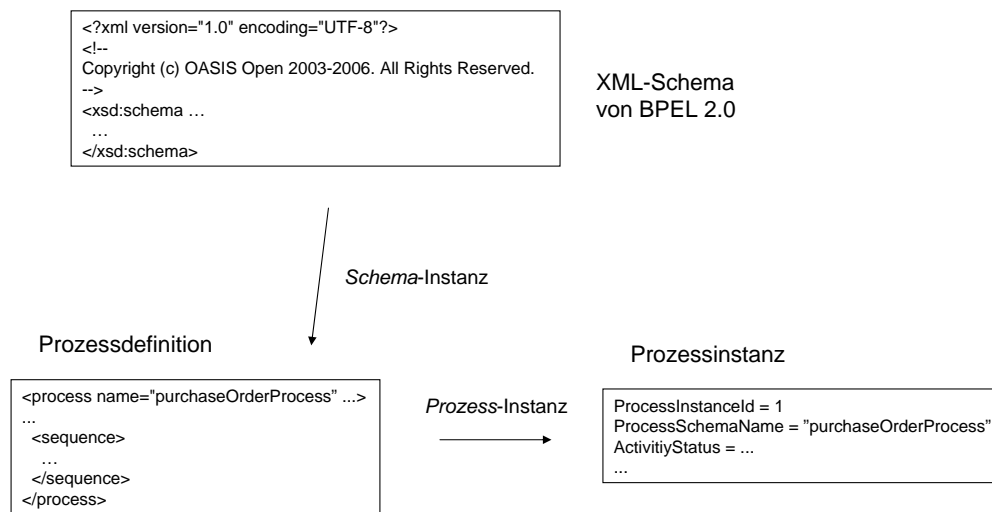 <?xml version="1.0" encoding="UTF-8"?>
<!--
Copyright (c) OASIS Open 2003-2006. All Rights Reserved.
-->
<xsd:schema …
…
</xsd:schema>
XML-Schema
von BPEL 2.0
Schema-Instanz
Prozessdefinition
<process name="purchaseOrderProcess” ...>
...
<sequence>
…
</sequence>
</process>
Prozess-Instanz
Prozessinstanz
ProcessInstanceId = 1
ProcessSchemaName = ”purchaseOrderProcess”
ActivitiyStatus = ...
...